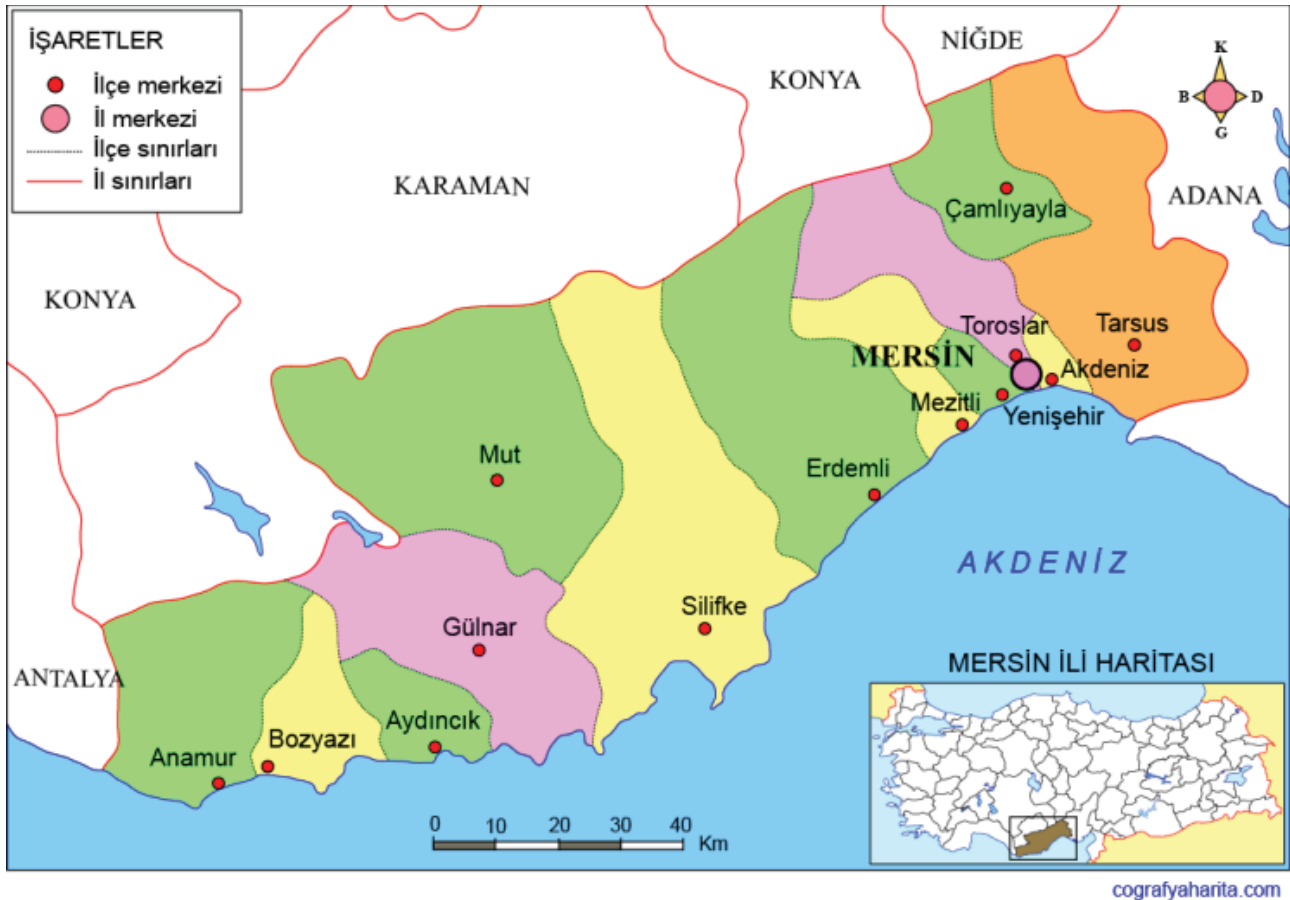 İŞARETLER
İlçe merkezi
İl merkezi
İlçe sınırları
İl sınırları
NİĞDE
KONYA
K
B
D
G
KARAMAN
ADANA
Çamlıyayla
KONYA
Toroslar
Tarsus
MERSİN
Akdeniz
Mezitli
Yenişehir
Mut
Erdemli
AKDENİZ
Silifke
Gülnar
ANTALYA
MERSİN İLİ HARİTASI
Aydıncık
Bozyazı
Anamur
0 10 20 30 40
Km
cografyaharita.com